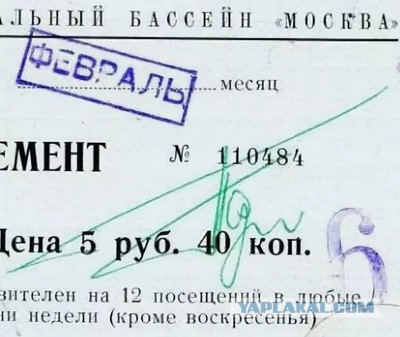 АЛЬНЫЙ БАССЕЙН «МОСКВА»
ФЕВРАЛЬ
месяц
ЕМЕНТ № 110484
Цена 5 руб. 40 коп.
6
вителен на 12 посещений в любые
ни недели (кроме воскресенья)
YAPLAKAL.COM